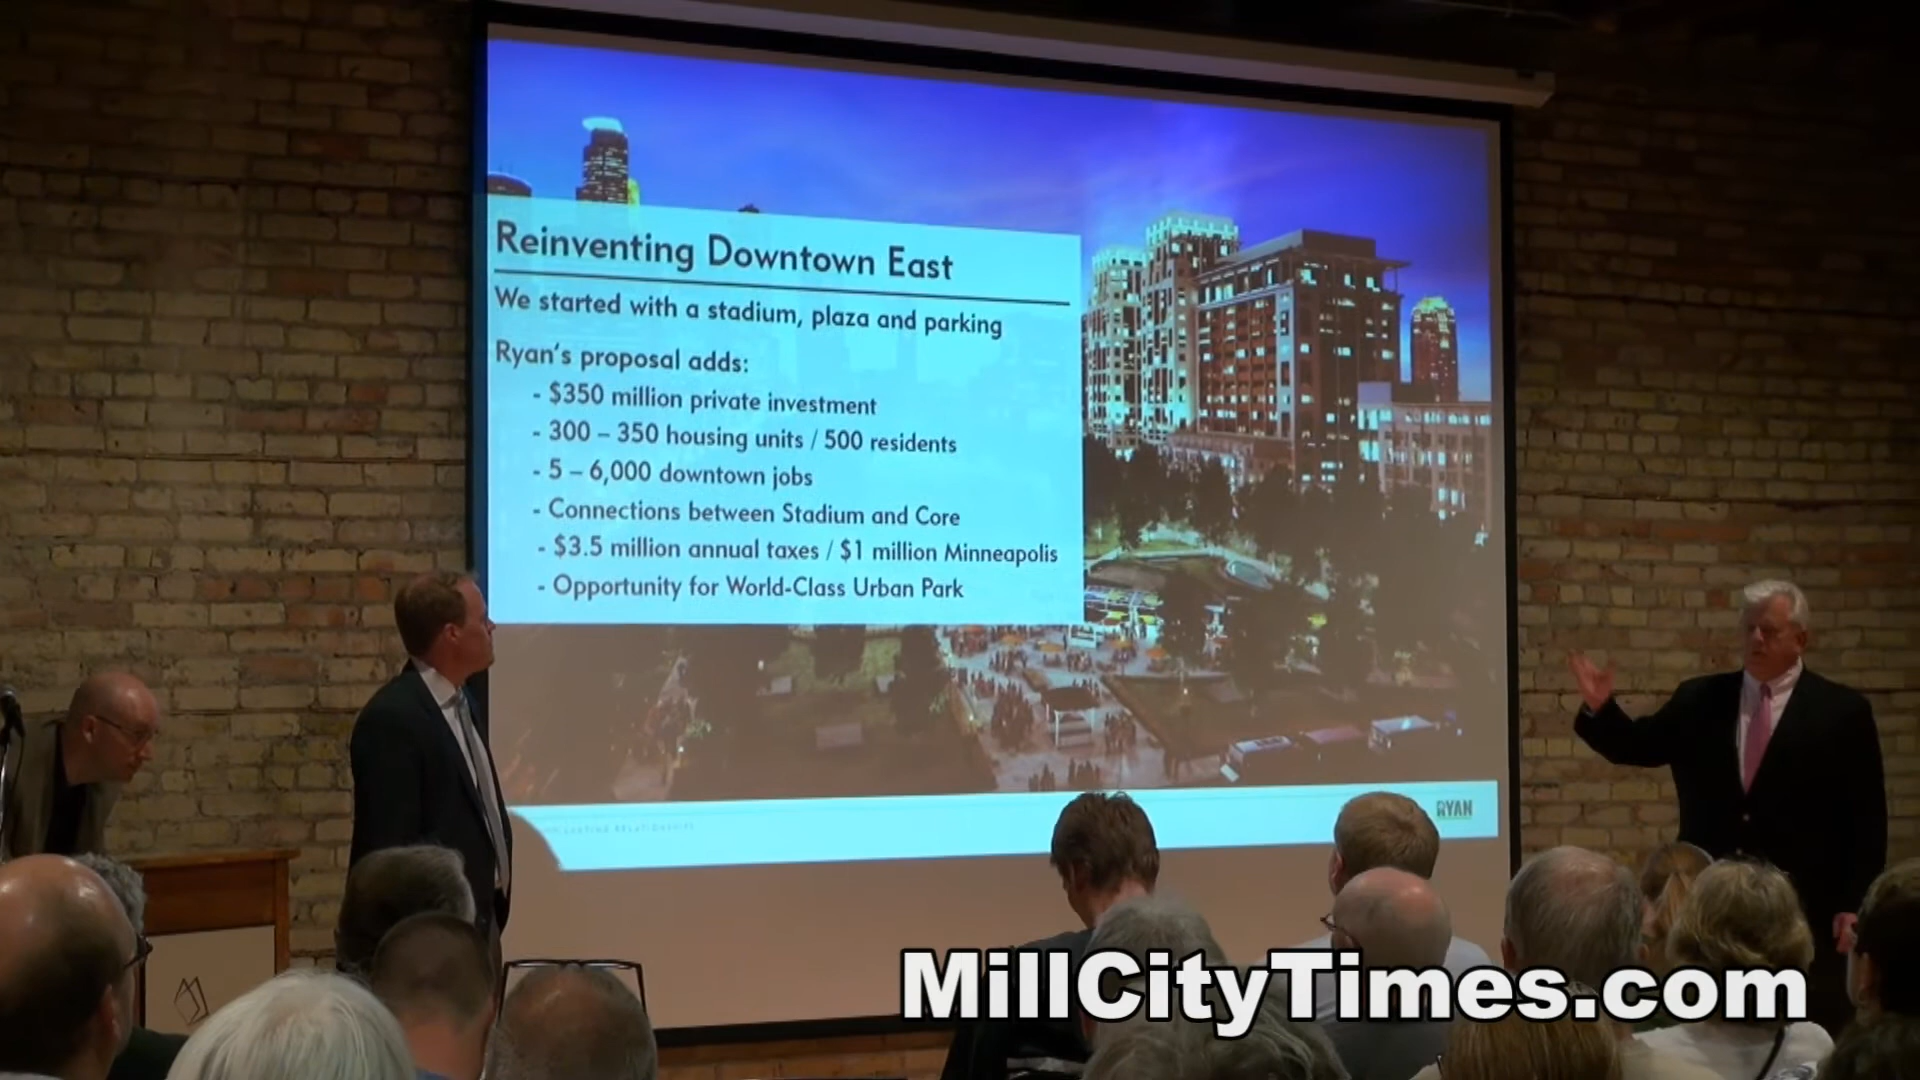 Reinventing Downtown East
We started with a stadium, plaza and parking
Ryan's proposal adds:
- $350 million private investment
- 300 – 350 housing units / 500 residents
- 5 – 6,000 downtown jobs
- Connections between Stadium and Core
- $3.5 million annual taxes / $1 million Minneapolis
- Opportunity for World-Class Urban Park
LASTING RELATIONSHIPS
RYAN
MillCityTimes.com